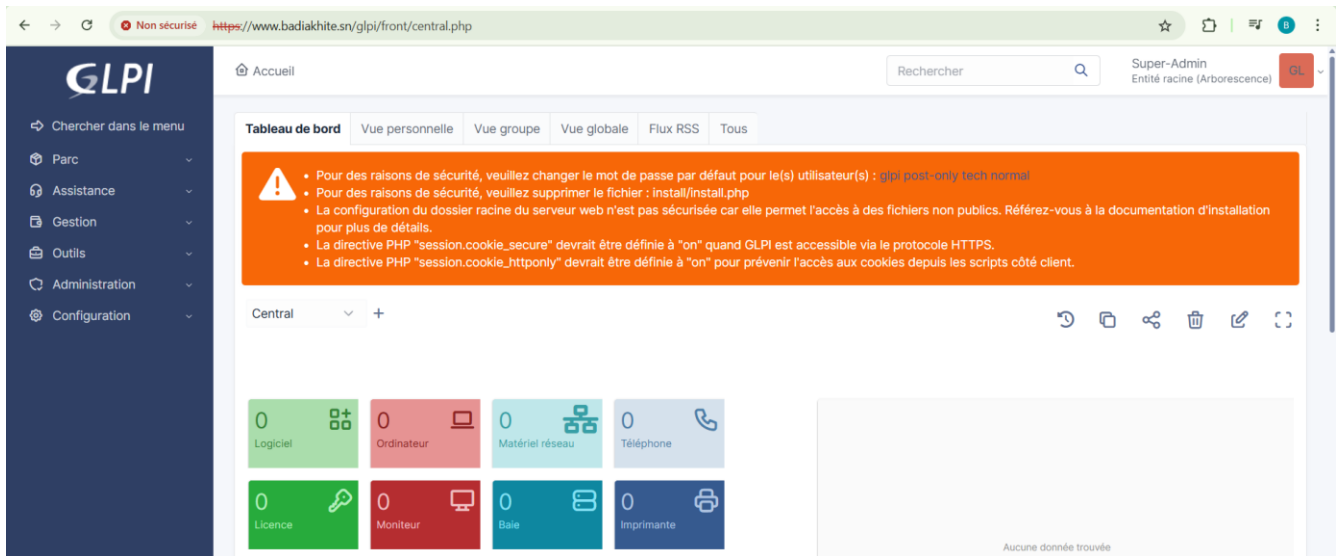 Non sécurisé https://www.badiakhite.sn/glpi/front/central.php B
GLPI
Accueil
Rechercher
Super-Admin
Entité racine (Arborescence)
GL
Chercher dans le menu
Parc
Assistance
Gestion
Outils
Administration
Configuration
Tableau de bord Vue personnelle Vue groupe Vue globale Flux RSS Tous
• Pour des raisons de sécurité, veuillez changer le mot de passe par défaut pour le(s) utilisateur(s) : glpi post-only tech normal
• Pour des raisons de sécurité, veuillez supprimer le fichier : install/install.php
• La configuration du dossier racine du serveur web n'est pas sécurisée car elle permet l'accès à des fichiers non publics. Référez-vous à la documentation d'installation
pour plus de détails.
• La directive PHP "session.cookie_secure" devrait être définie à "on" quand GLPI est accessible via le protocole HTTPS.
• La directive PHP "session.cookie_httponly" devrait être définie à "on" pour prévenir l'accès aux cookies depuis les scripts côté client.
Central
0
Logiciel
0
Ordinateur
0
Matériel réseau
0
Téléphone
0
Licence
0
Moniteur
0
Baie
0
Imprimante
Aucune donnée trouvée